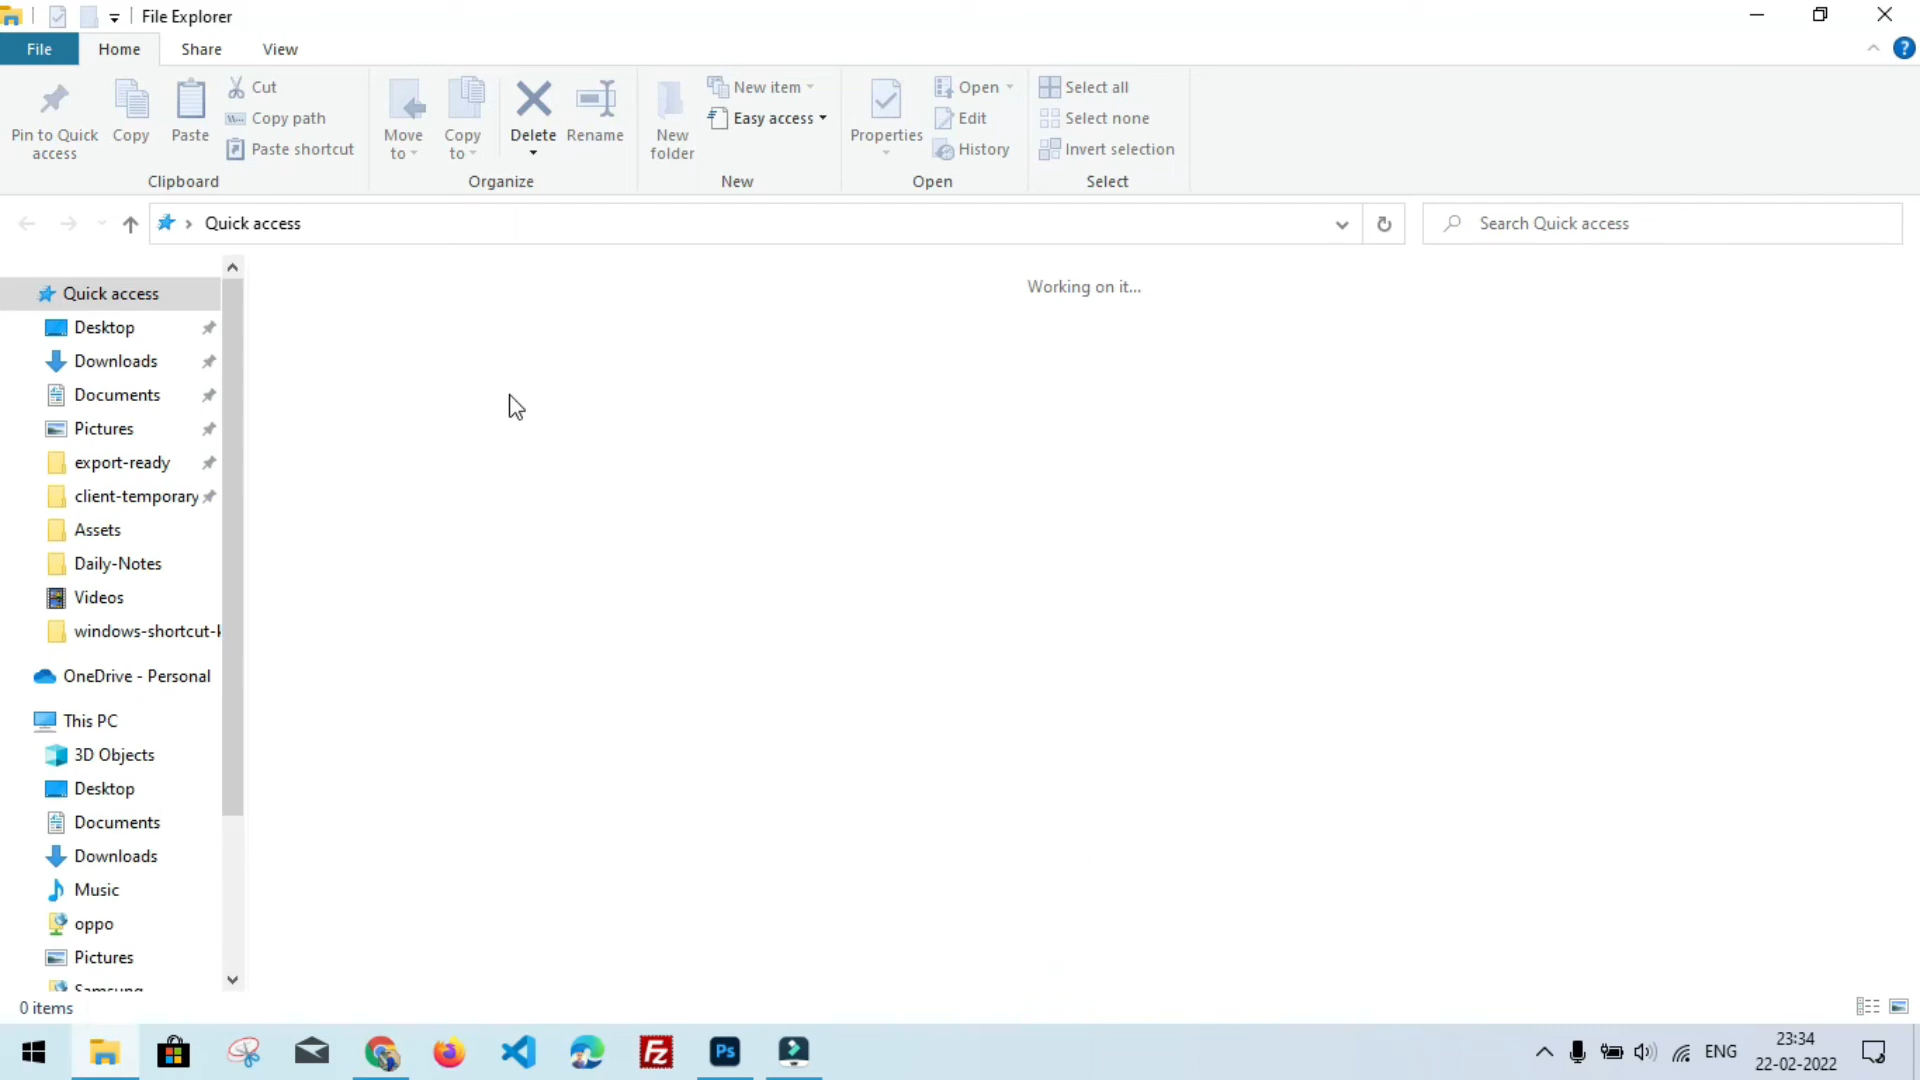 File Explorer
File Home Share View
Pin to Quick access
Copy
Paste
Cut
Copy path
Paste shortcut
Clipboard
Move to
Copy to
Delete
Rename
Organize
New folder
New item
Easy access
New
Properties
Open
Edit
History
Open
Select all
Select none
Invert selection
Select
Quick access
Search Quick access
Quick access
Desktop
Downloads
Documents
Pictures
export-ready
client-temporary
Assets
Daily-Notes
Videos
windows-shortcut-k
OneDrive - Personal
This PC
3D Objects
Desktop
Documents
Downloads
Music
oppo
Pictures
Samsung
Working on it...
0 items
Fz
Ps
ENG
23:34
22-02-2022